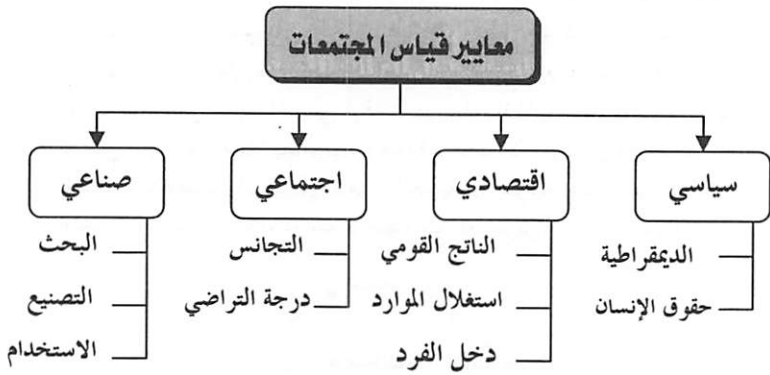 معايير قياس المجتمعات
سياسي
الديمقراطية
حقوق الإنسان
اقتصادي
الناتج القومي
استغلال الموارد
دخل الفرد
اجتماعي
التجانس
درجة التراضي
صناعي
البحث
التصنيع
الاستخدام